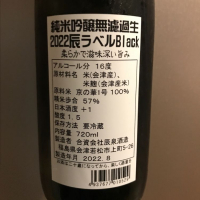 純米吟醸無濾過生
2022辰ラベルBlack
柔らかで滋味深い旨み
アルコール分 16度
原材料名 米(会津産)、
米麹(会津産米)
原料米 京の華1号 100%
精米歩合 57%
日本酒度 +1
酸度 1.5
保存方法 要冷蔵
内容量 720ml
製造者 合資会社辰泉酒造
福島県会津若松市上町5-26
製造年月 2022.8